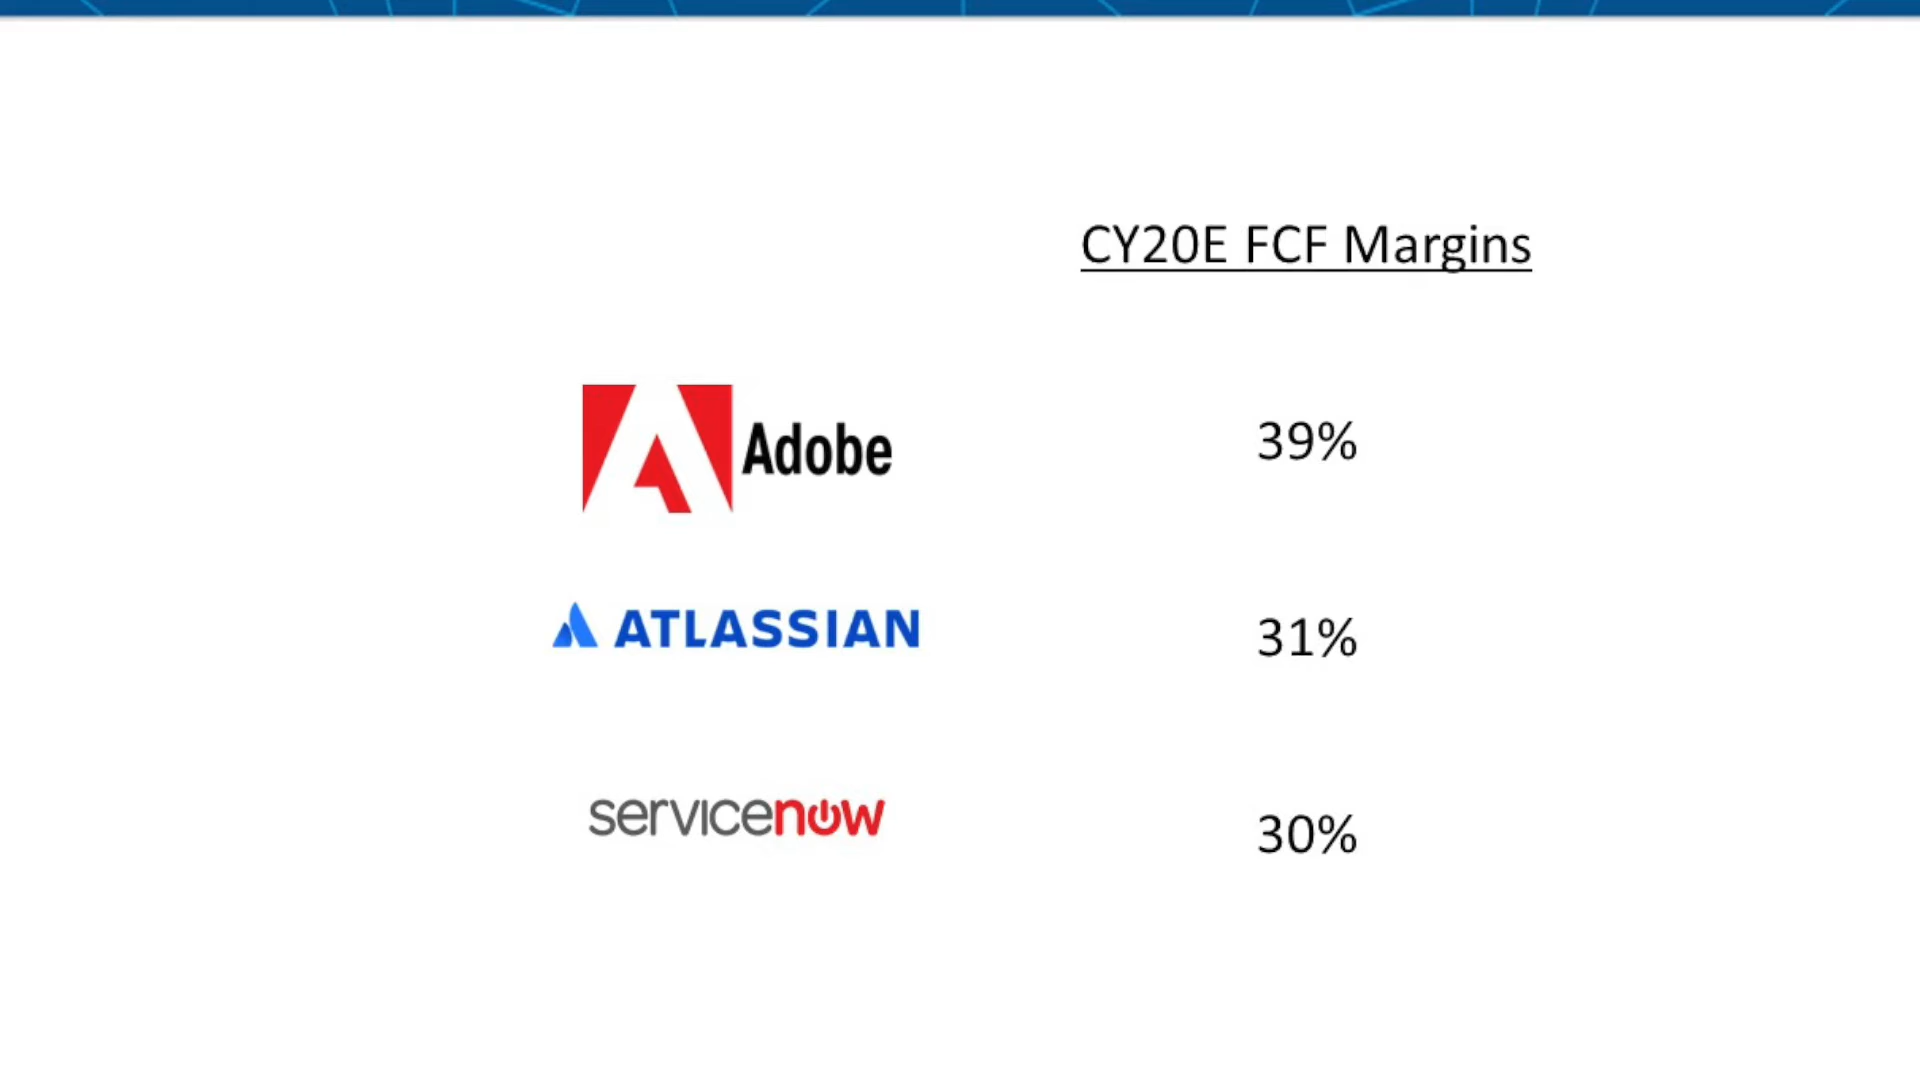 CY20E FCF Margins
Adobe 39%
ATLASSIAN 31%
servicenow 30%